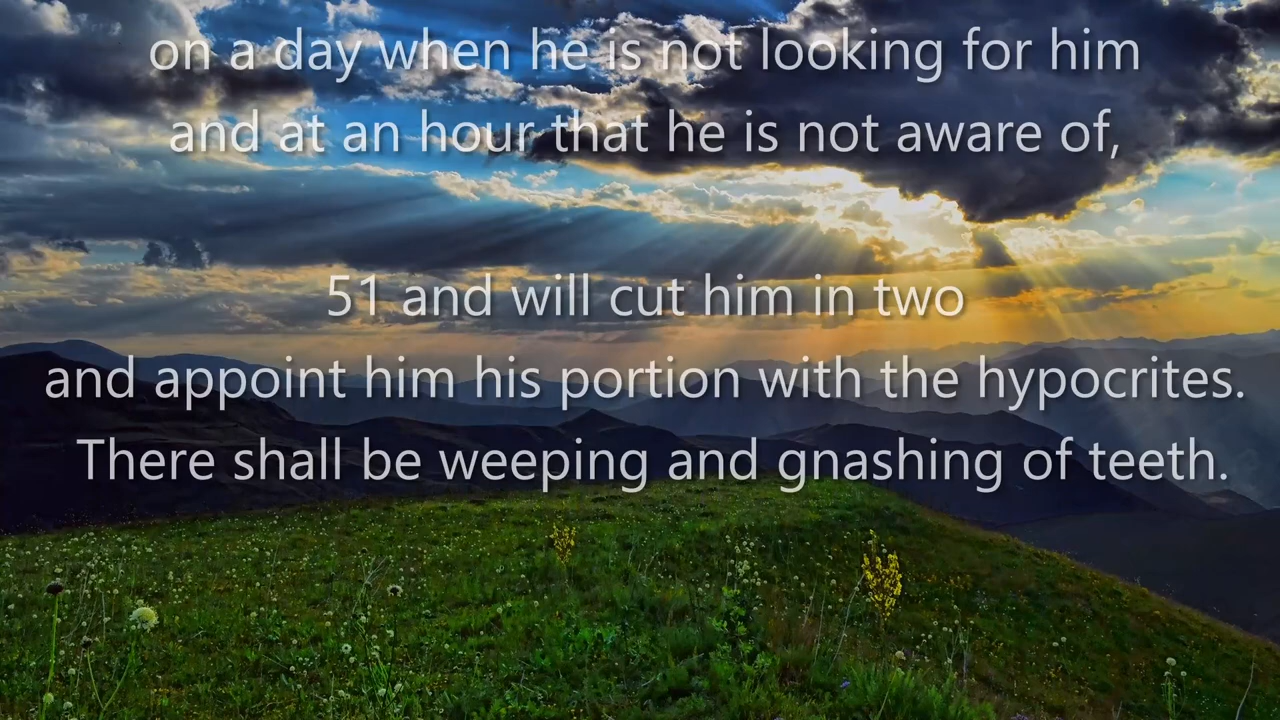 on a day when he is not looking for him
and at an hour that he is not aware of,
51 and will cut him in two
and appoint him his portion with the hypocrites.
There shall be weeping and gnashing of teeth.